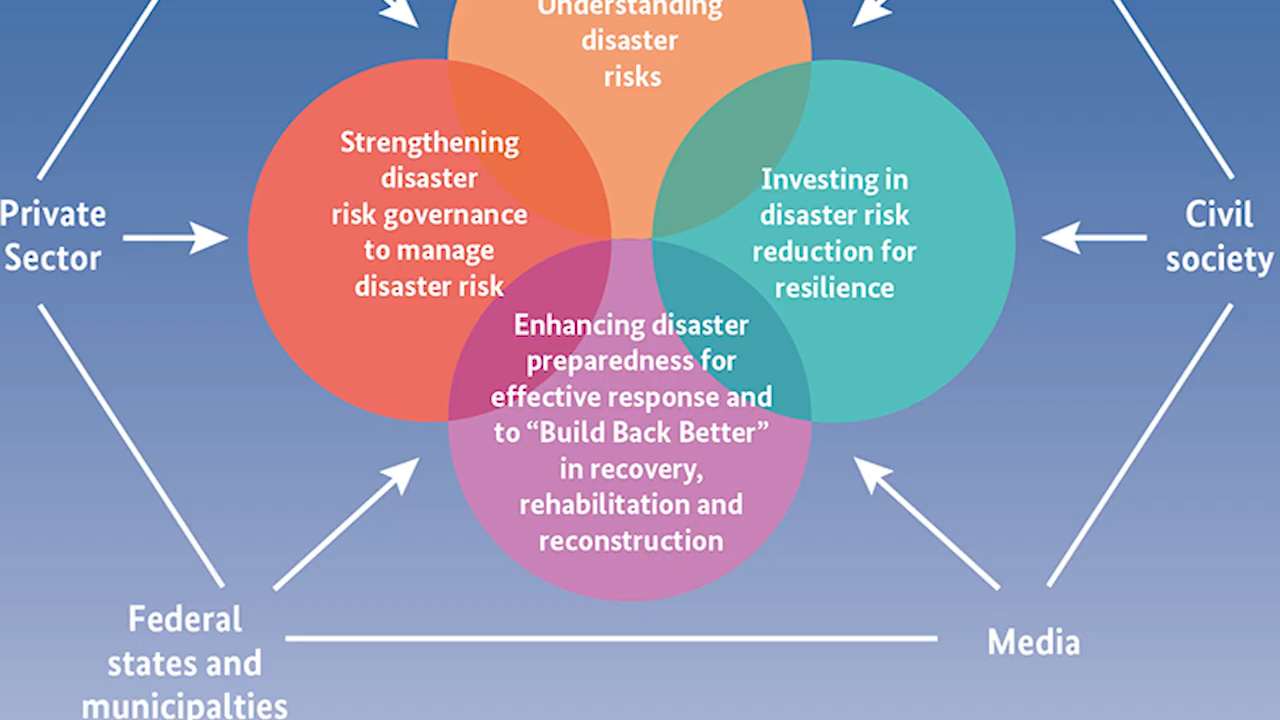 Understanding
disaster
risks
Strengthening
disaster
risk governance
to manage
disaster risk
Investing in
disaster risk
reduction for
resilience
Private
Sector
Civil
society
Enhancing disaster
preparedness for
effective response and
to “Build Back Better”
in recovery,
rehabilitation and
reconstruction
Federal
states and
municipalties
Media